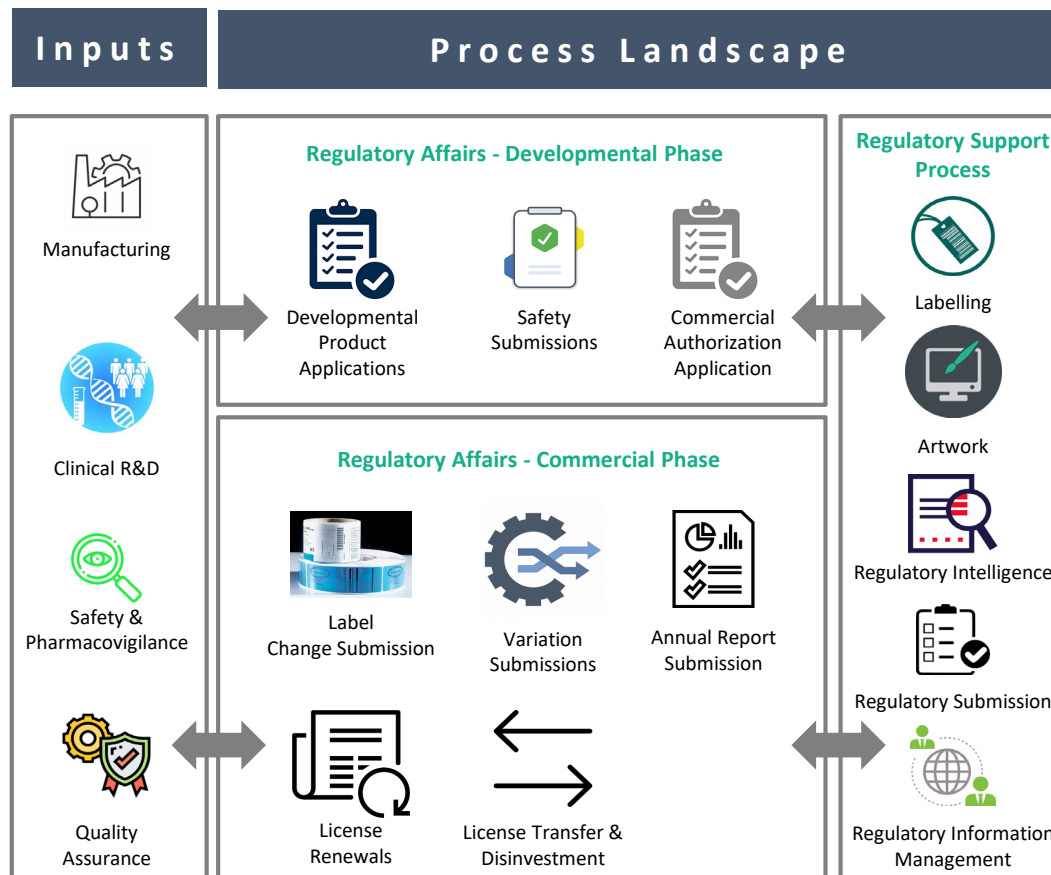 Inputs
Process Landscape
Manufacturing
Clinical R&D
Safety &
Pharmacovigilance
Quality
Assurance
Regulatory Affairs - Developmental Phase
Developmental
Product
Applications
Safety
Submissions
Commercial
Authorization
Application
Regulatory Affairs - Commercial Phase
Label
Change Submission
Variation
Submissions
Annual Report
Submission
License
Renewals
License Transfer &
Disinvestment
Regulatory Support
Process
Labelling
Artwork
Regulatory Intelligence
Regulatory Submission
Regulatory Information
Management